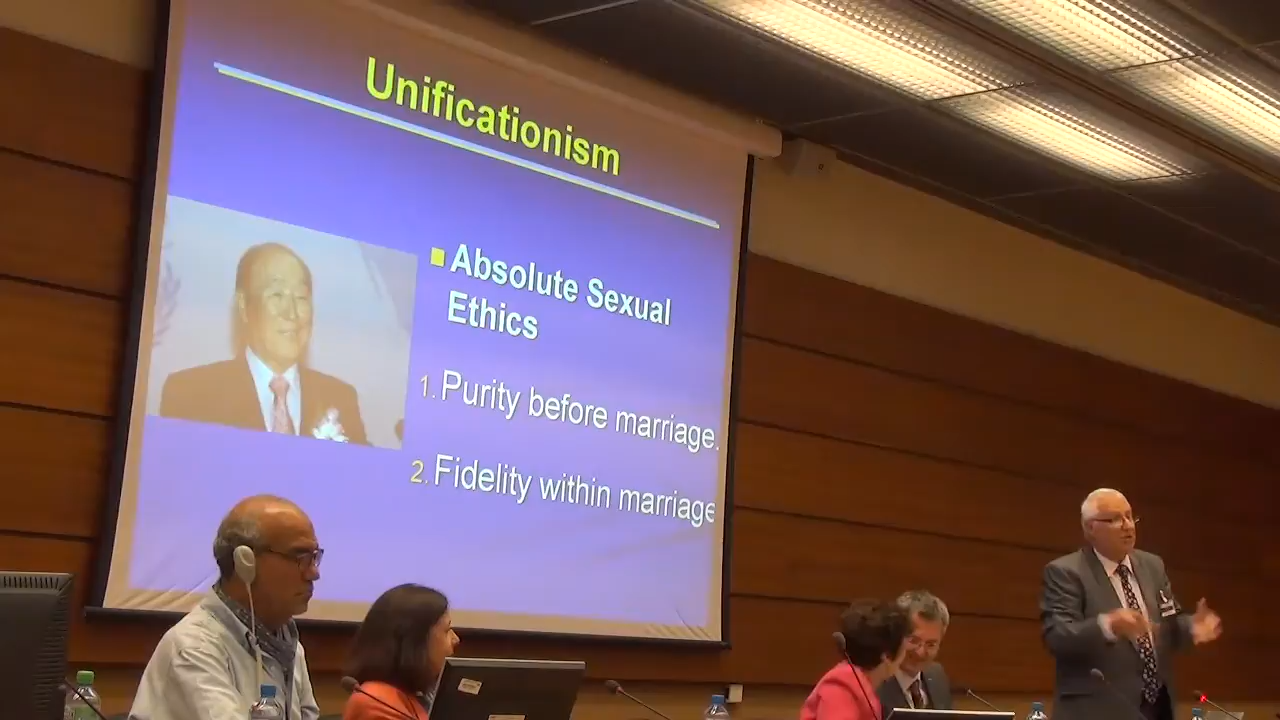 Unificationism
Absolute Sexual
Ethics
1. Purity before marriage.
2. Fidelity within marriage